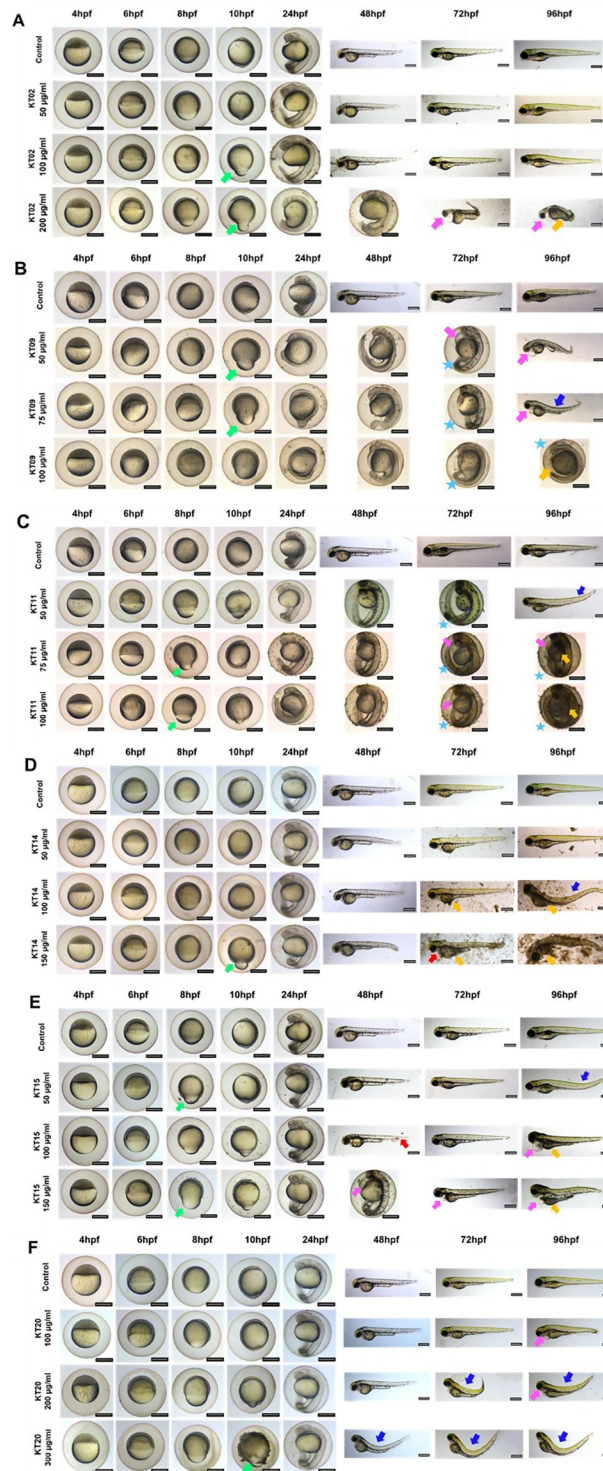 A
4hpf 6hpf 8hpf 10hpf 24hpf 48hpf 72hpf 96hpf
Control
KT02
50 µg/ml
KT02
100 µg/ml
KT02
200 µg/ml
B
4hpf 6hpf 8hpf 10hpf 24hpf 48hpf 72hpf 96hpf
Control
KT09
50 µg/ml
KT09
75 µg/ml
KT09
100 µg/ml
C
4hpf 6hpf 8hpf 10hpf 24hpf 48hpf 72hpf 96hpf
Control
KT11
50 µg/ml
KT11
75 µg/ml
KT11
100 µg/ml
D
4hpf 6hpf 8hpf 10hpf 24hpf 48hpf 72hpf 96hpf
Control
KT14
50 µg/ml
KT14
100 µg/ml
KT14
150 µg/ml
E
4hpf 6hpf 8hpf 10hpf 24hpf 48hpf 72hpf 96hpf
Control
KT15
50 µg/ml
KT15
100 µg/ml
KT15
150 µg/ml
F
4hpf 6hpf 8hpf 10hpf 24hpf 48hpf 72hpf 96hpf
Control
KT20
100 µg/ml
KT20
200 µg/ml
KT20
300 µg/ml